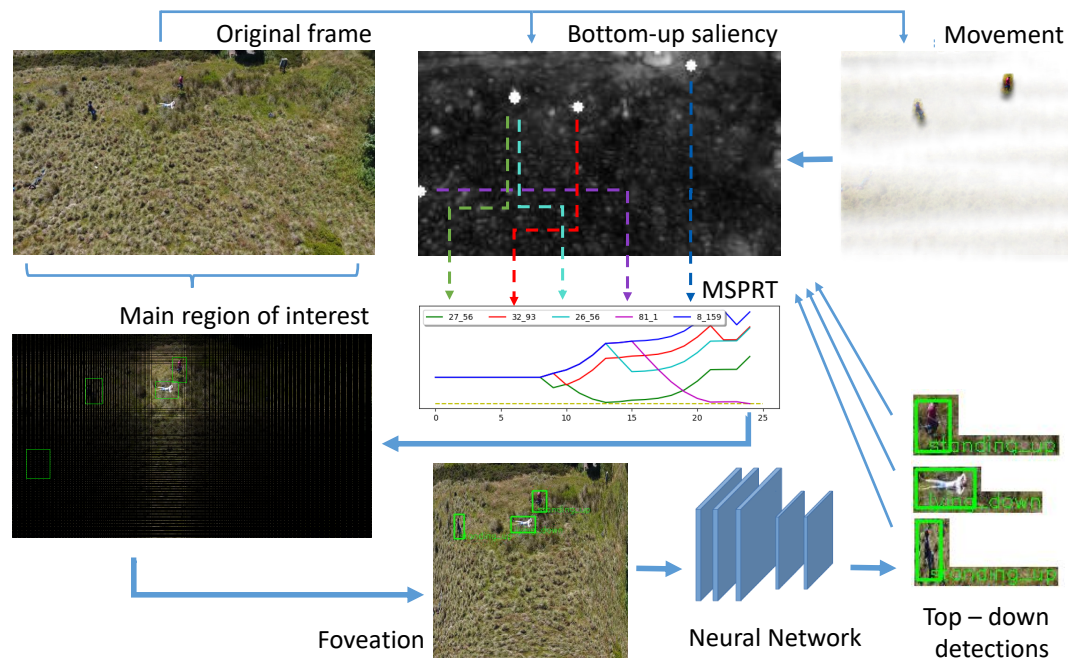 Original frame
Bottom-up saliency
Movement
MSPRT
Main region of interest
27_56 32_93 26_56 81_1 8_159
0 5 10 15 20 25
standing_up
lying_down
standing_up
Foveation
Neural Network
Top – down
detections